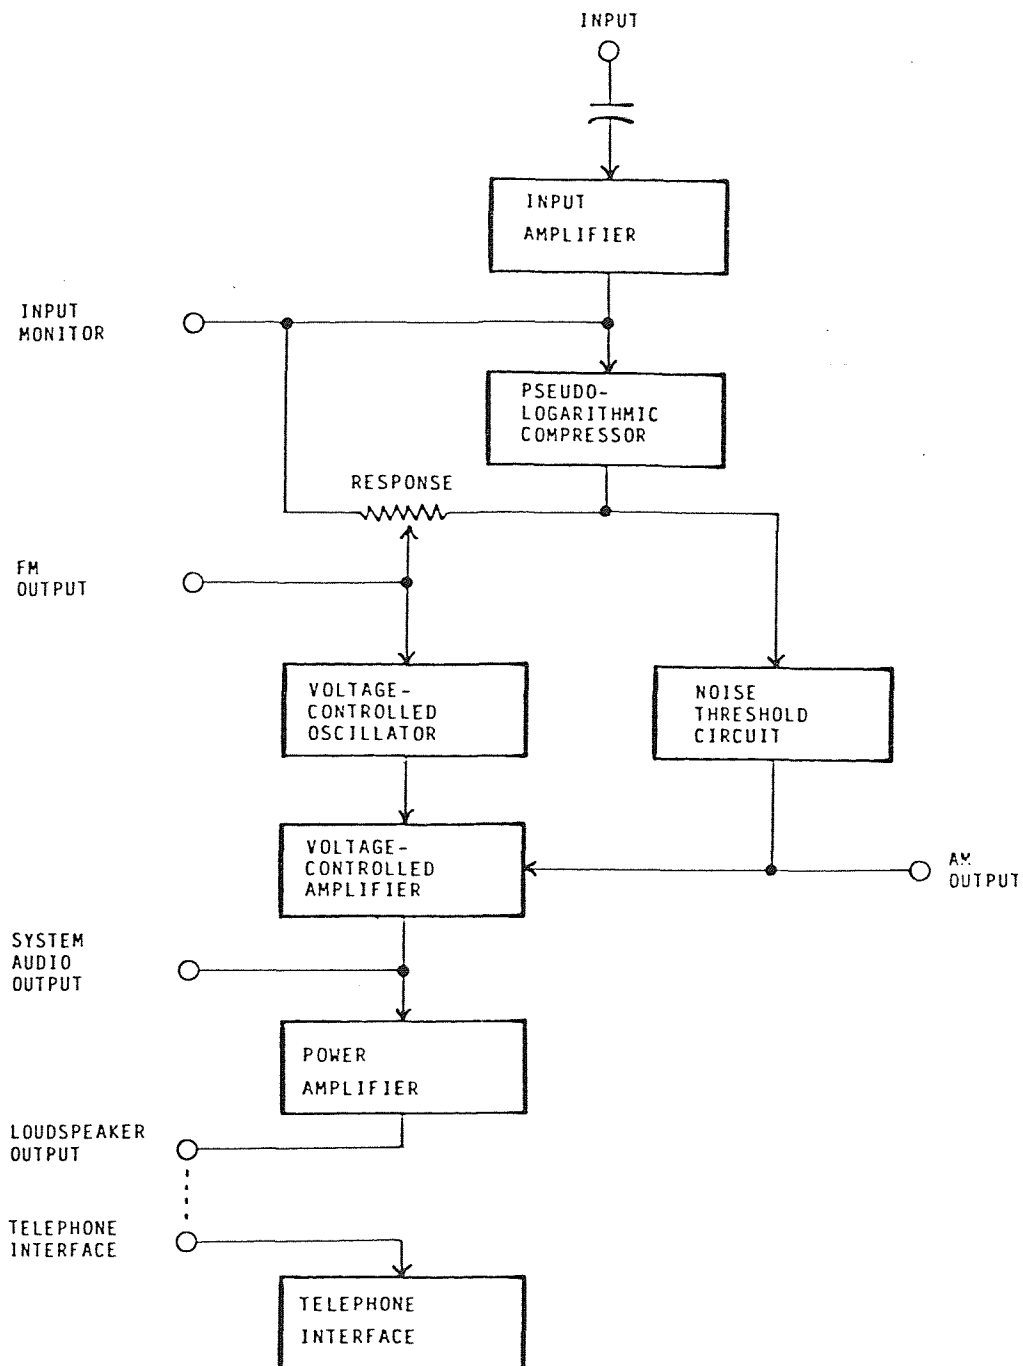 INPUT
INPUT
AMPLIFIER
INPUT
MONITOR
PSEUDO-
LOGARITHMIC
COMPRESSOR
RESPONSE
FM
OUTPUT
VOLTAGE-
CONTROLLED
OSCILLATOR
NOISE
THRESHOLD
CIRCUIT
VOLTAGE-
CONTROLLED
AMPLIFIER
AM
OUTPUT
SYSTEM
AUDIO
OUTPUT
POWER
AMPLIFIER
LOUDSPEAKER
OUTPUT
TELEPHONE
INTERFACE
TELEPHONE
INTERFACE